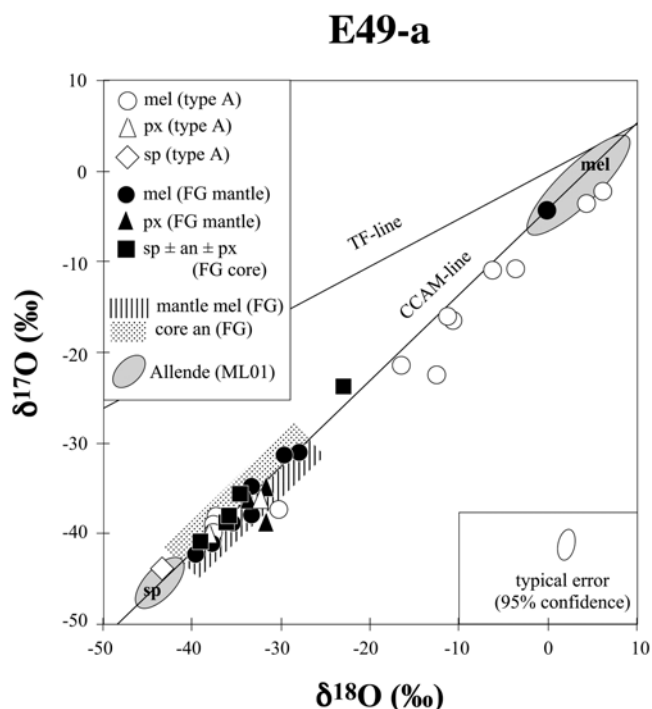 E49-a
10
0
-10
-20
-30
-40
-50
δ17O (‰)
mel (type A)
px (type A)
sp (type A)
mel (FG mantle)
px (FG mantle)
sp ± an ± px
(FG core)
mantle mel (FG)
core an (FG)
Allende (ML01)
TF-line
CCAM-line
mel
sp
typical error
(95% confidence)
-50
-40
-30
-20
-10
0
10
δ18O (‰)